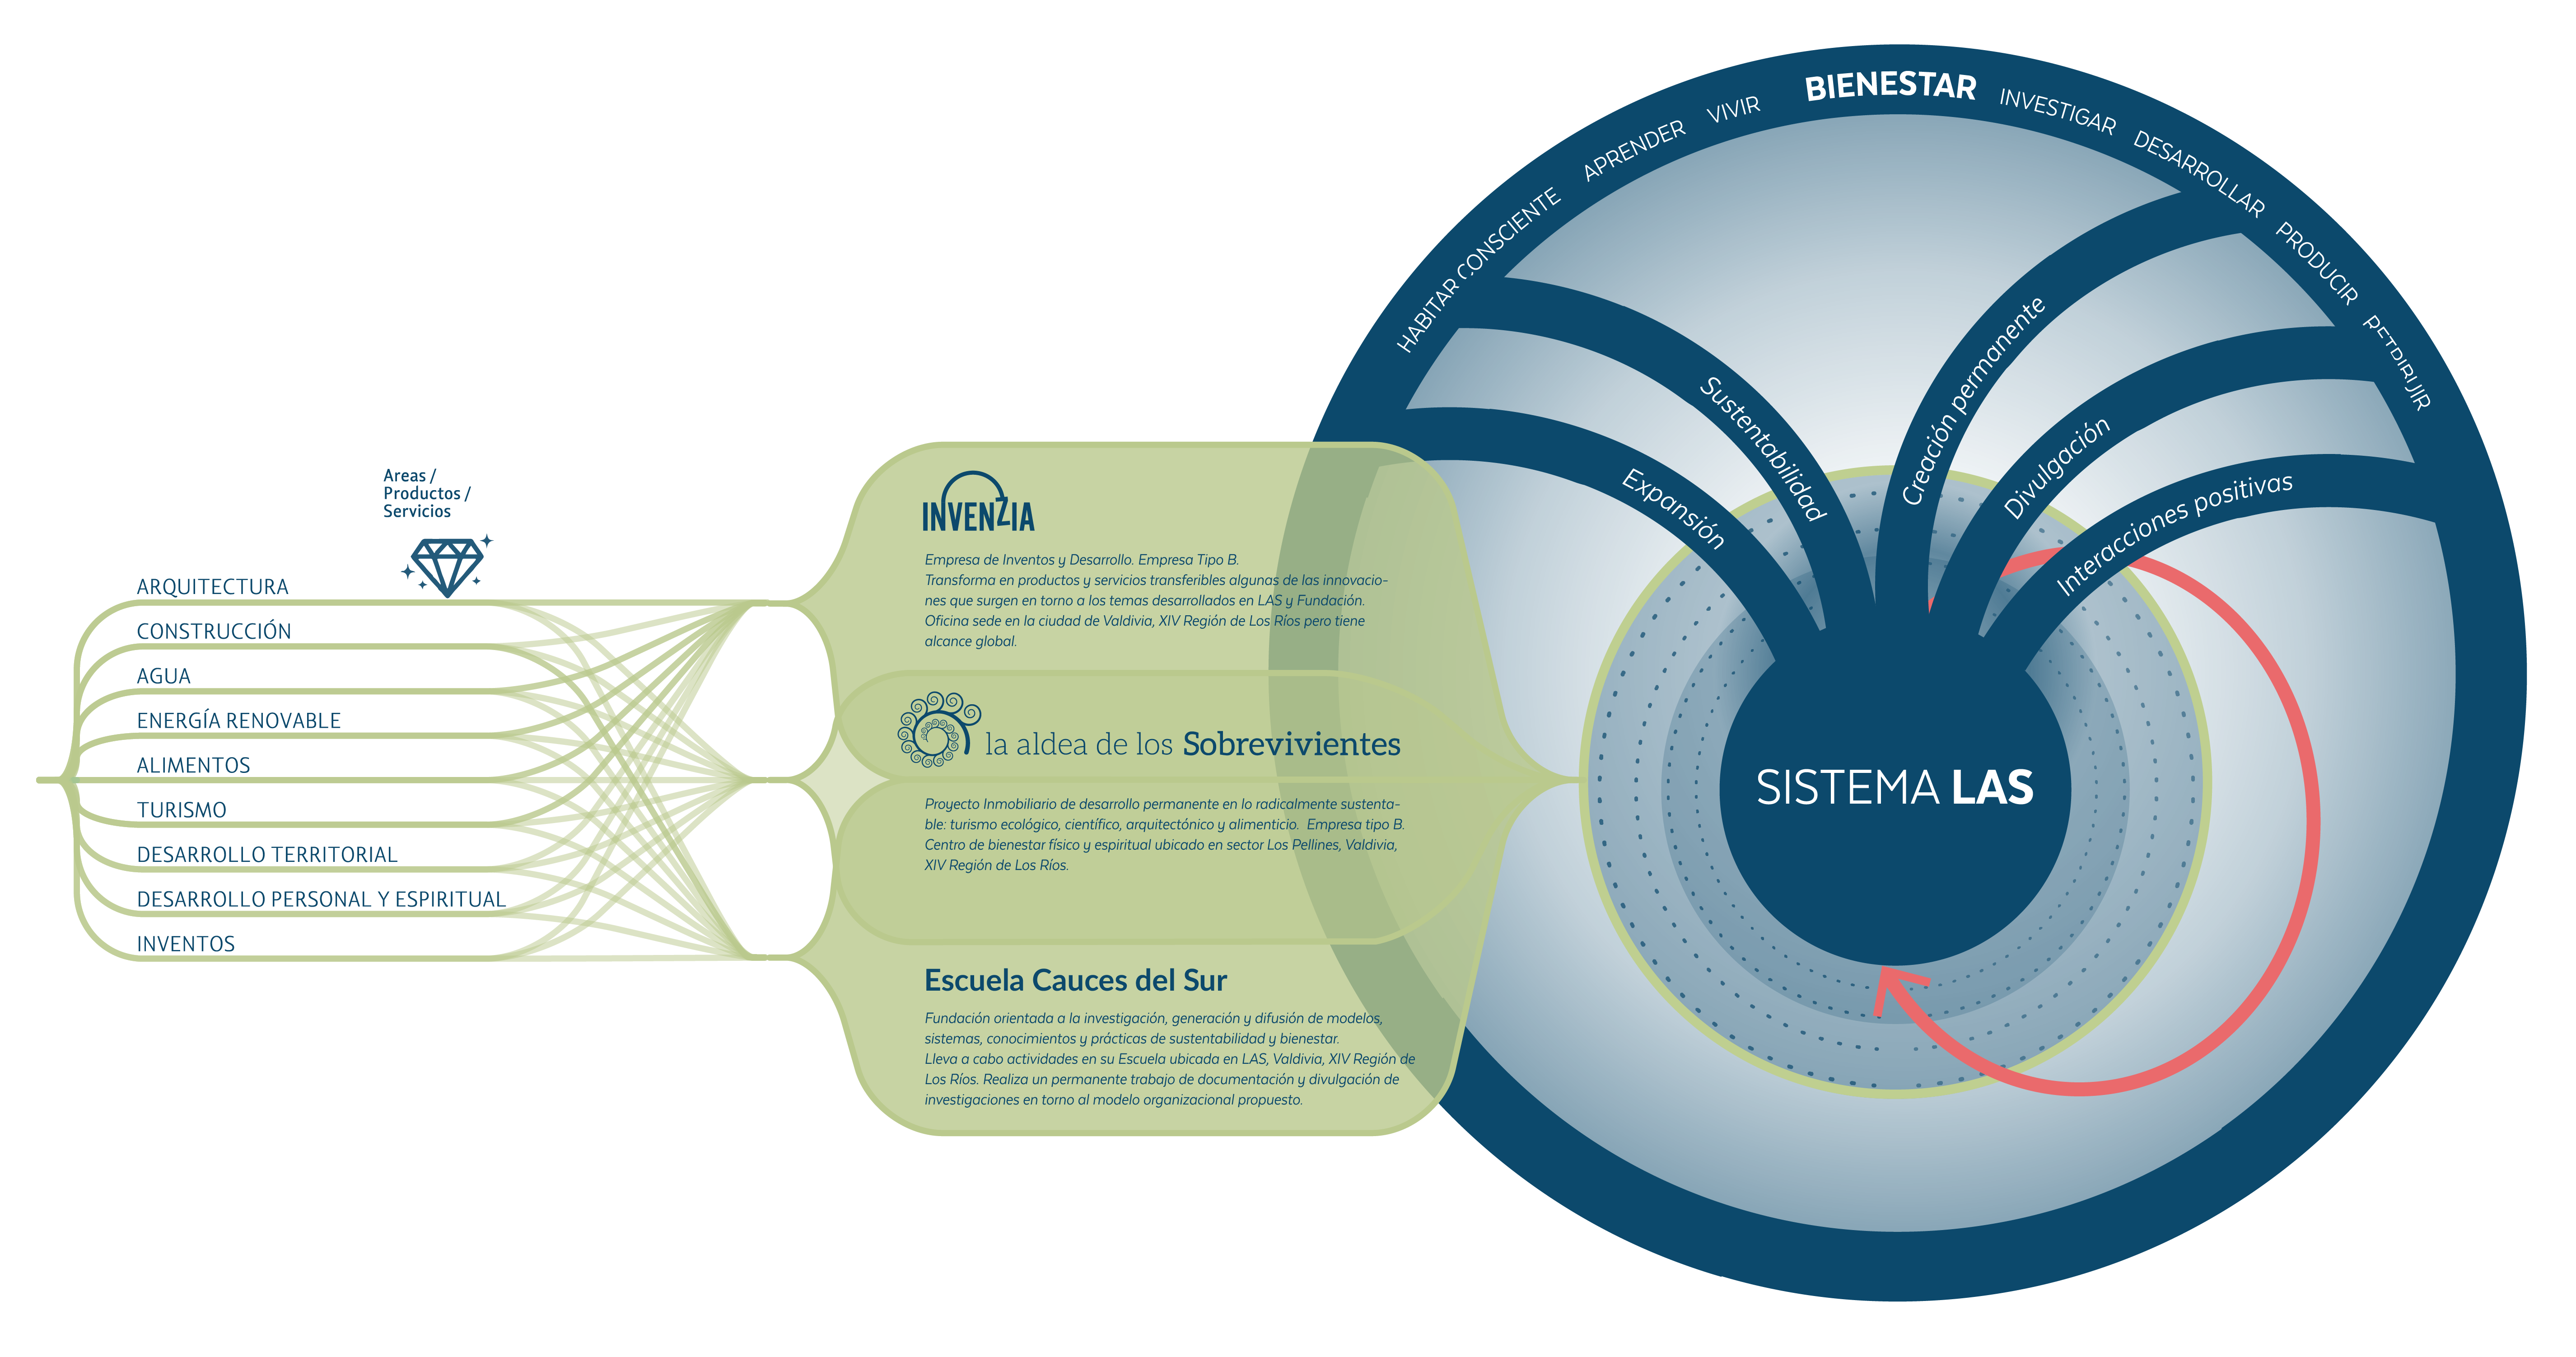 Areas /
Productos /
Servicios
ARQUITECTURA
CONSTRUCCIÓN
AGUA
ENERGÍA RENOVABLE
ALIMENTOS
TURISMO
DESARROLLO TERRITORIAL
DESARROLLO PERSONAL Y ESPIRITUAL
INVENTOS
INVENZIA
Empresa de Inventos y Desarrollo. Empresa Tipo B.
Transforma en productos y servicios transferibles algunas de las innovacio-
nes que surgen en torno a los temas desarrollados en LAS y Fundación.
Oficina sede en la ciudad de Valdivia, XIV Región de Los Ríos pero tiene
alcance global.
la aldea de los Sobrevivientes
Proyecto Inmobiliario de desarrollo permanente en lo radicalmente sustenta-
ble: turismo ecológico, científico, arquitectónico y alimenticio. Empresa tipo B.
Centro de bienestar físico y espiritual ubicado en sector Los Pellines, Valdivia,
XIV Región de Los Ríos.
Escuela Cauces del Sur
Fundación orientada a la investigación, generación y difusión de modelos,
sistemas, conocimientos y prácticas de sustentabilidad y bienestar.
Lleva a cabo actividades en su Escuela ubicada en LAS, Valdivia, XIV Región de
Los Ríos. Realiza un permanente trabajo de documentación y divulgación de
investigaciones en torno al modelo organizacional propuesto.
HABITAR CONSCIENTE APRENDER VIVIR BIENESTAR INVESTIGAR DESARROLLAR PRODUCIR
Expansión
Sustentabilidad
Creación permanente
Divulgación
Interacciones positivas
SISTEMA LAS